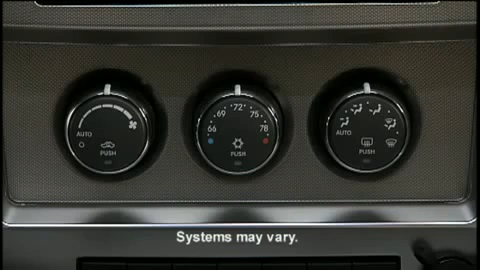 AUTO
PUSH
72°
69 75
66 78
PUSH
AUTO
PUSH
Systems may vary.